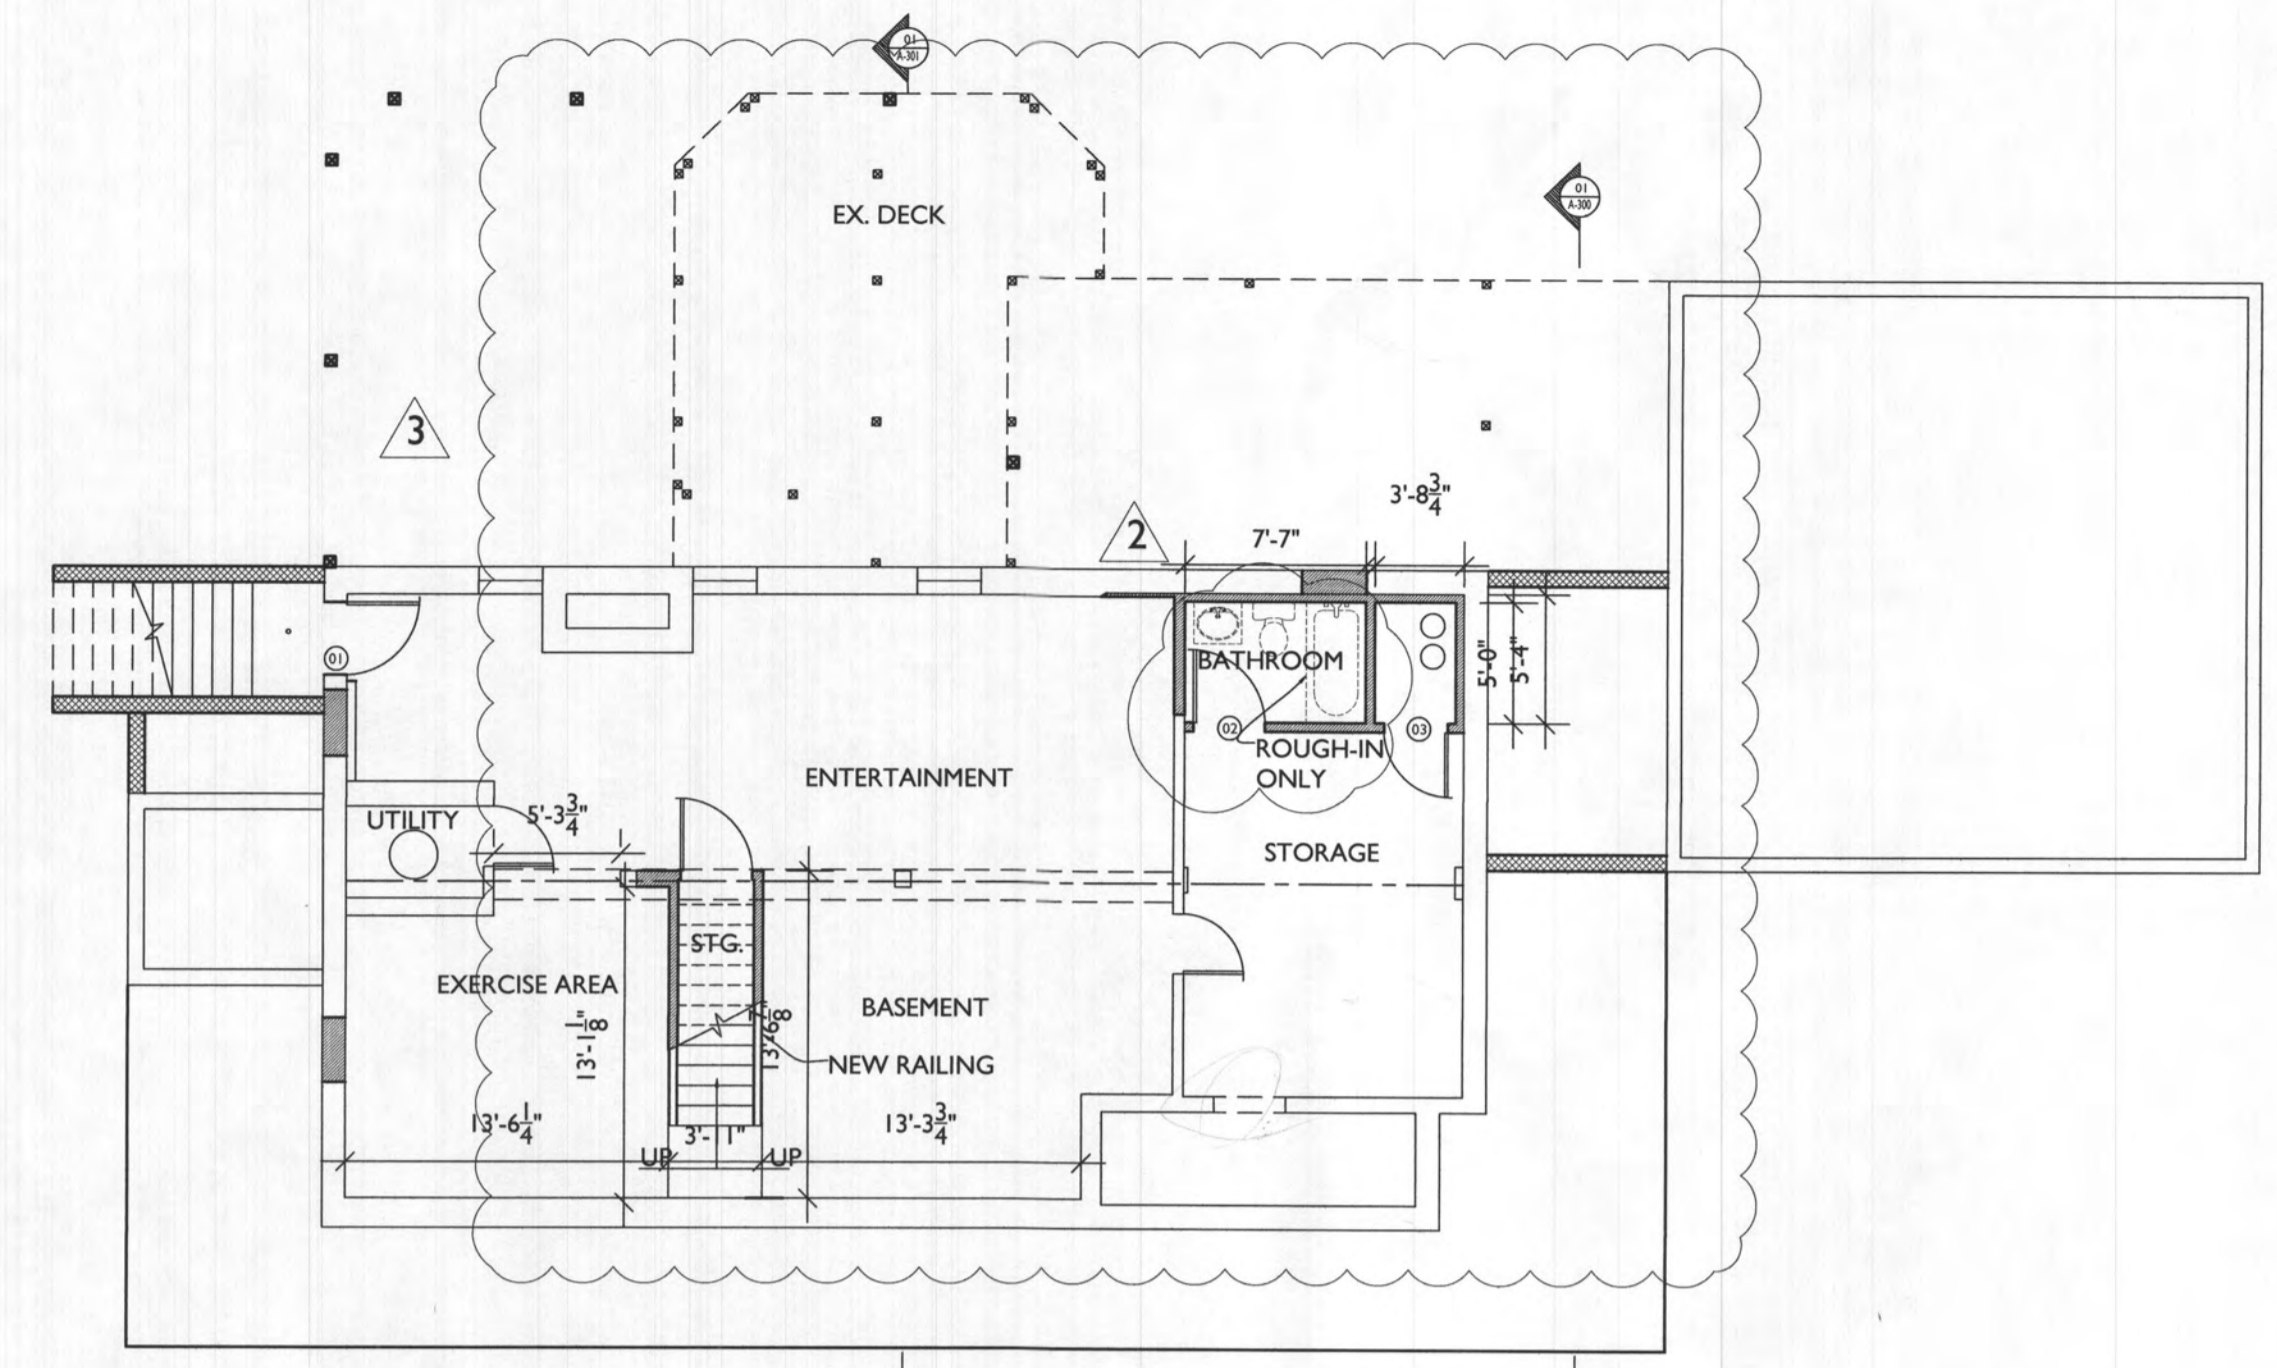 01
A-301
01
A-300
EX. DECK
3
2
3'-8 3/4"
7'-7"
5'-0"
5'-4"
01
BATHROOM
02
03
ROUGH-IN
ONLY
ENTERTAINMENT
UTILITY
5'-3 3/4"
STORAGE
STG.
EXERCISE AREA
BASEMENT
13'-1 1/8"
13'-6 7/8"
NEW RAILING
13'-6 1/4"
3'-11"
13'-3 3/4"
UP
UP